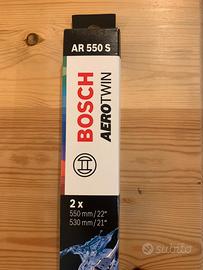 AR 550 S
BOSCH
AEROTWIN
2 x
550 mm/22"
530 mm/21"
subito